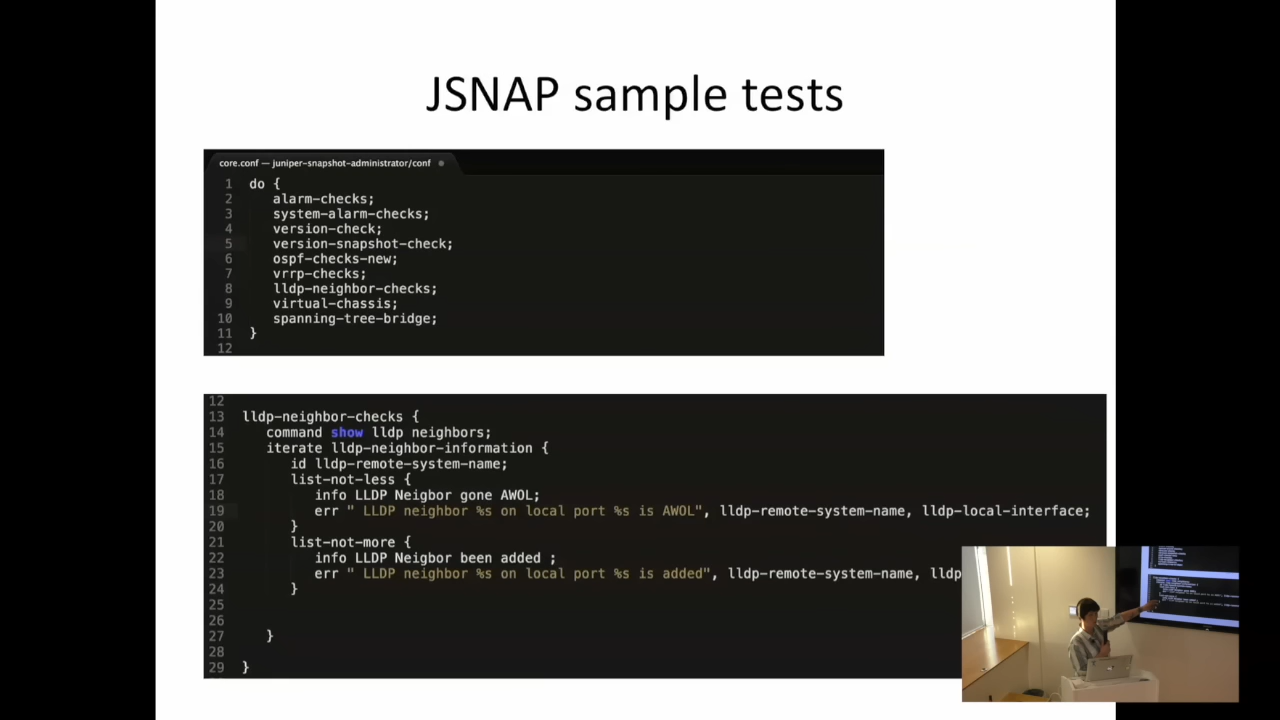 JSNAP sample tests
core.conf — juniper-snapshot-administrator/conf
1 do {
2 alarm-checks;
3 system-alarm-checks;
4 version-check;
5 version-snapshot-check;
6 ospf-checks-new;
7 vrrp-checks;
8 lldp-neighbor-checks;
9 virtual-chassis;
10 spanning-tree-bridge;
11 }
12
12
13 lldp-neighbor-checks {
14 command show lldp neighbors;
15 iterate lldp-neighbor-information {
16 id lldp-remote-system-name;
17 list-not-less {
18 info LLDP Neigbor gone AWOL;
19 err " LLDP neighbor %s on local port %s is AWOL", lldp-remote-system-name, lldp-local-interface;
20 }
21 list-not-more {
22 info LLDP Neigbor been added ;
23 err " LLDP neighbor %s on local port %s is added", lldp-remote-system-name, lldp
24 }
25
26
27 }
28
29 }